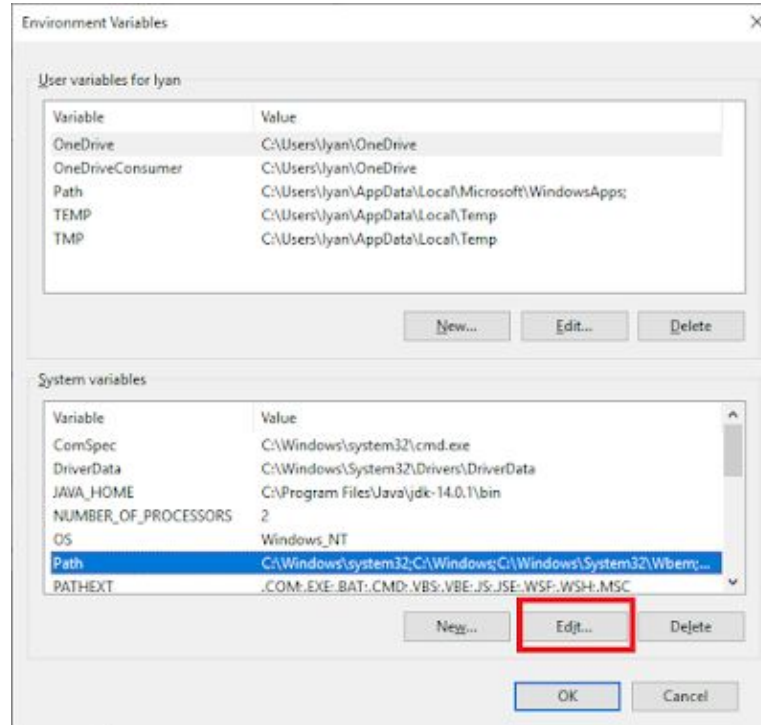 Environment Variables
User variables for lyan
Variable Value
OneDrive C:\Users\lyan\OneDrive
OneDriveConsumer C:\Users\lyan\OneDrive
Path C:\Users\lyan\AppData\Local\Microsoft\WindowsApps;
TEMP C:\Users\lyan\AppData\Local\Temp
TMP C:\Users\lyan\AppData\Local\Temp
New... Edit... Delete
System variables
Variable Value
ComSpec C:\Windows\system32\cmd.exe
DriverData C:\Windows\System32\Drivers\DriverData
JAVA_HOME C:\Program Files\Java\jdk-14.0.1\bin
NUMBER_OF_PROCESSORS 2
OS Windows_NT
Path C:\Windows\system32;C:\Windows;C:\Windows\System32\Wbem;...
PATHEXT .COM;.EXE;.BAT;.CMD;.VBS;.VBE;.JS;.JSE;.WSF;.WSH;.MSC
New... Edit... Delete
OK Cancel